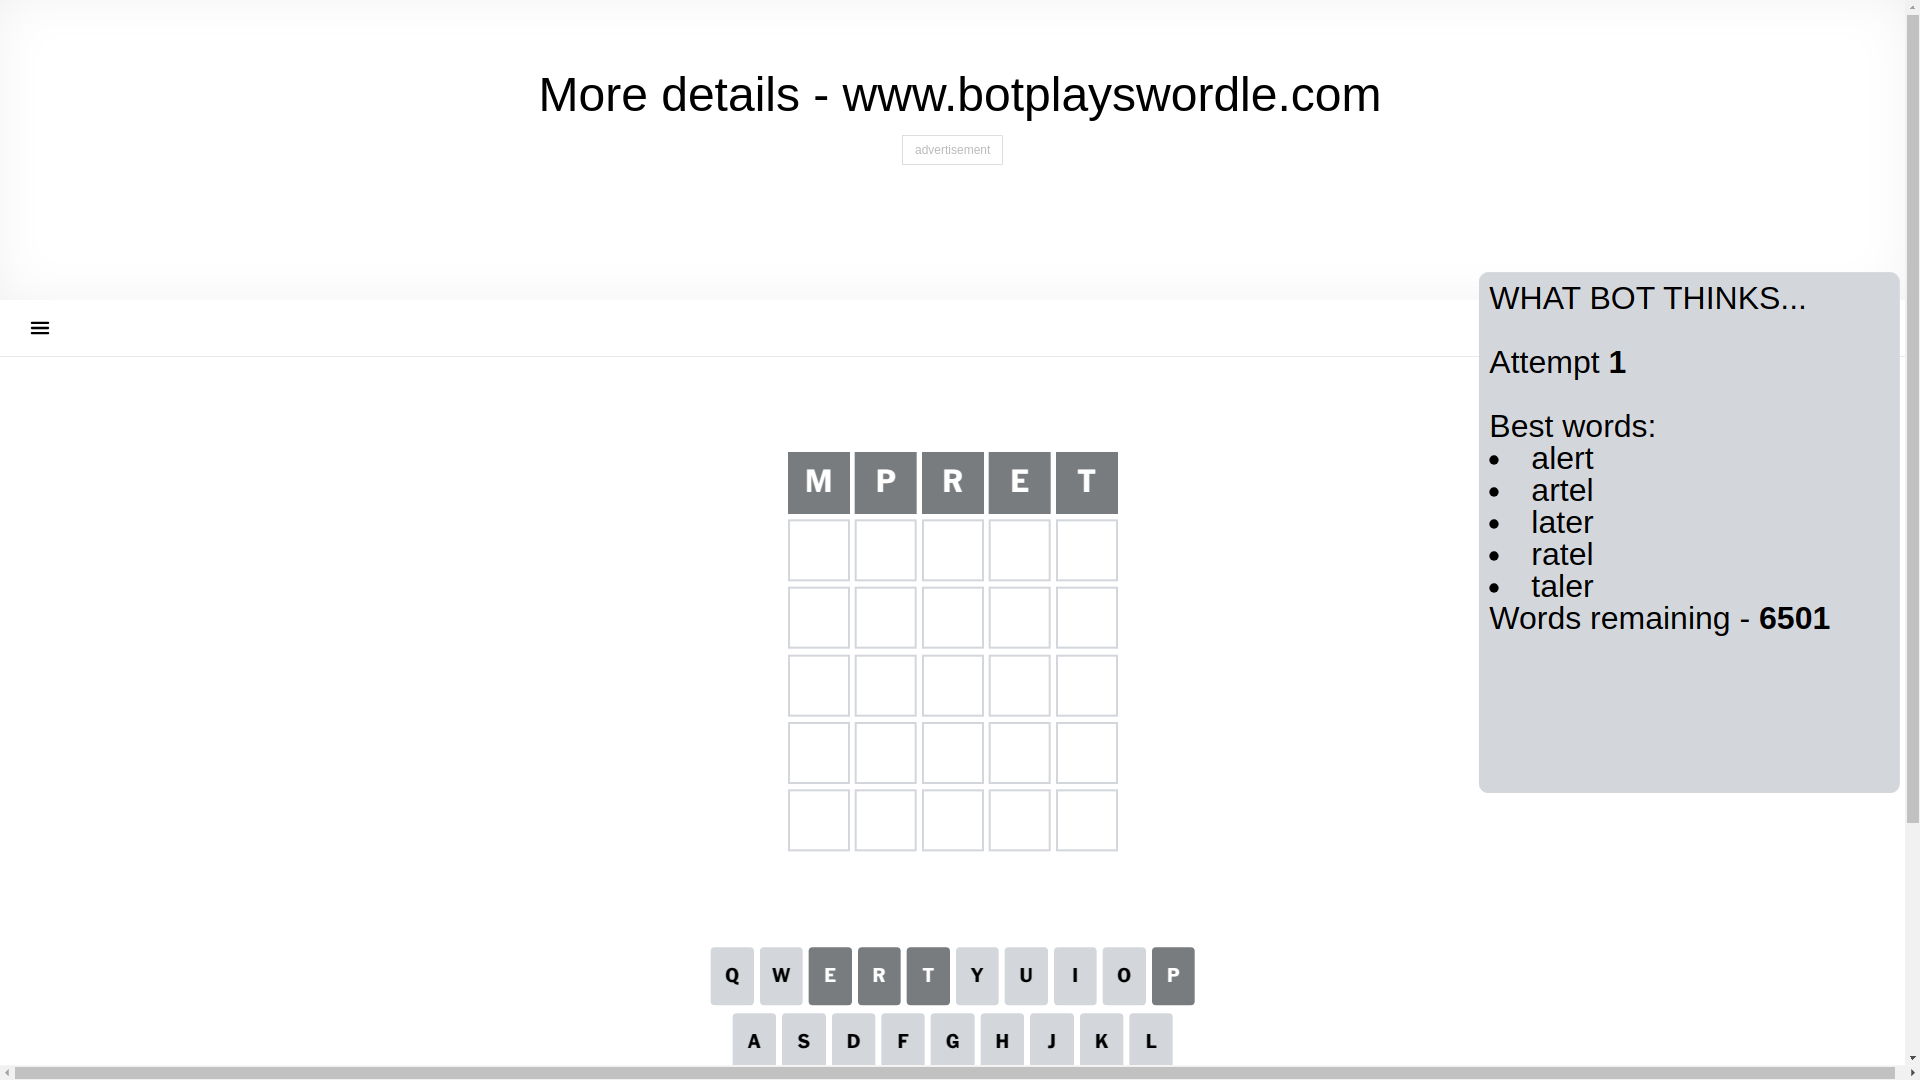 More details - www.botplayswordle.com
advertisement
WHAT BOT THINKS...
Attempt 1
Best words:
alert
artel
later
ratel
taler
Words remaining - 6501
M P R E T
Q W E R T Y U I O P
A S D F G H J K L